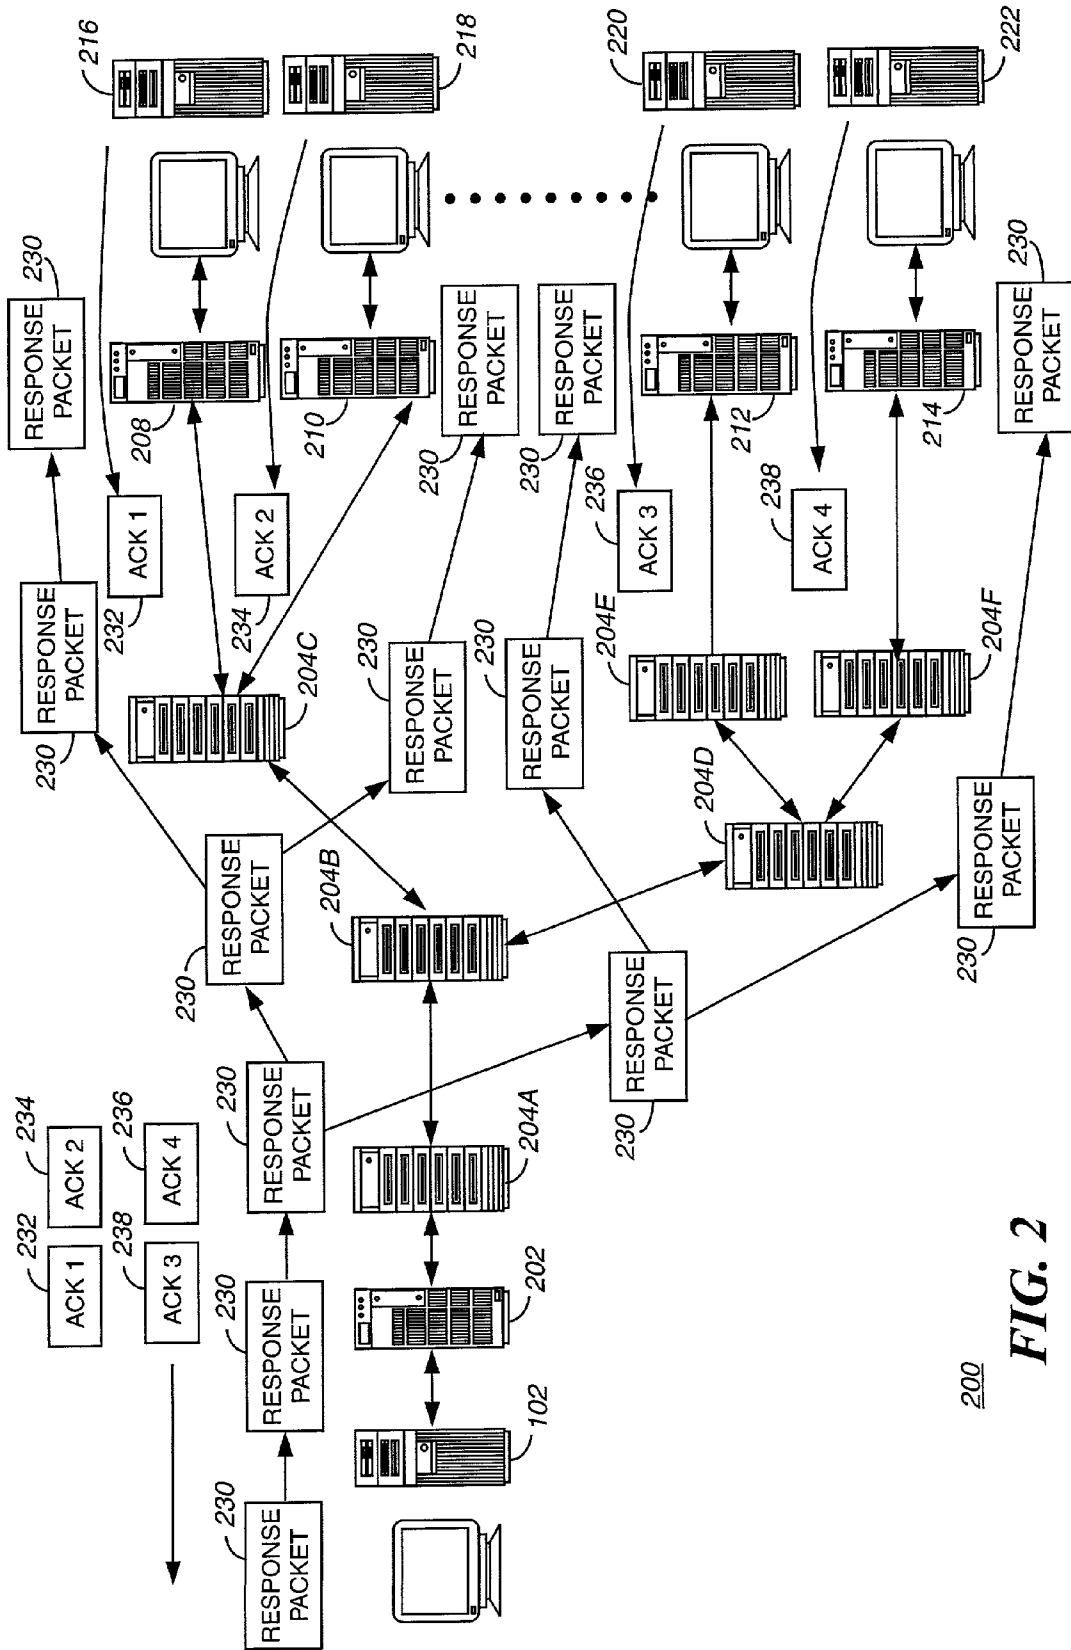 232
234
ACK 1
ACK 2
238
236
ACK 3
ACK 4
230
RESPONSE
PACKET
230
RESPONSE
PACKET
216
232
ACK 1
208
230
RESPONSE
PACKET
230
RESPONSE
PACKET
230
RESPONSE
PACKET
230
RESPONSE
PACKET
234
ACK 2
204C
210
218
204B
230
RESPONSE
PACKET
230
RESPONSE
PACKET
102
202
204A
230
RESPONSE
PACKET
230
RESPONSE
PACKET
204E
236
ACK 3
220
230
RESPONSE
PACKET
204D
212
238
ACK 4
204F
214
222
230
RESPONSE
PACKET
230
RESPONSE
PACKET
200
FIG. 2